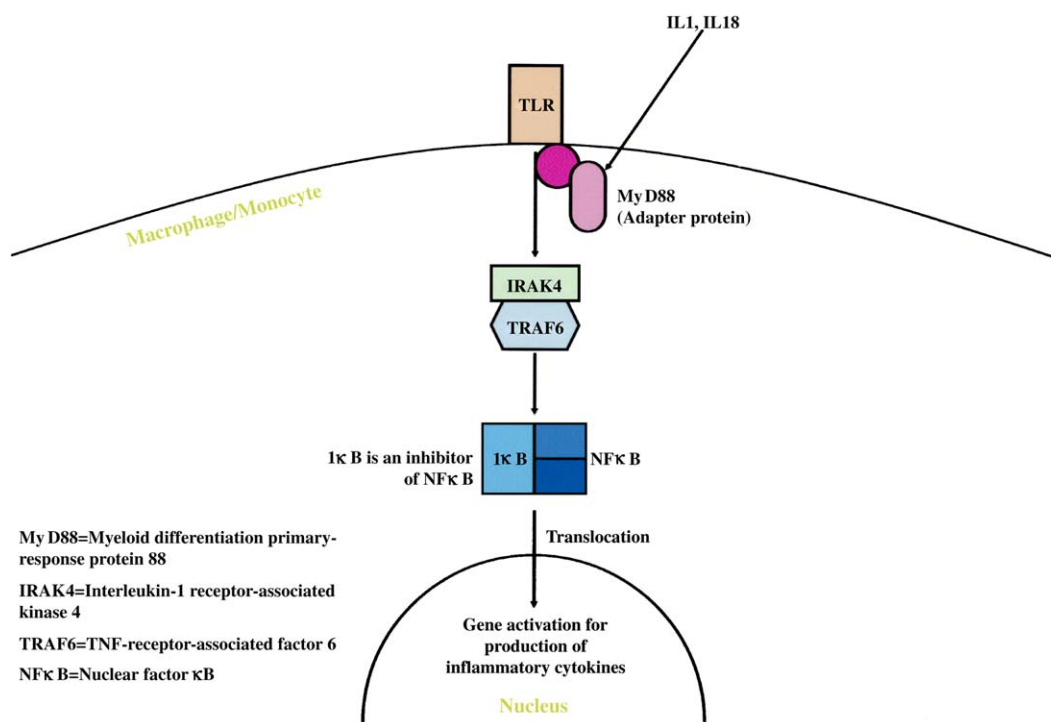 IL1, IL18
TLR
Macrophage/Monocyte
My D88
(Adapter protein)
IRAK4
TRAF6
1κ B is an inhibitor
of NFκ B
1κ B
NFκ B
Translocation
My D88=Myeloid differentiation primary-
response protein 88
IRAK4=Interleukin-1 receptor-associated
kinase 4
TRAF6=TNF-receptor-associated factor 6
NFκ B=Nuclear factor κB
Gene activation for
production of
inflammatory cytokines
Nucleus